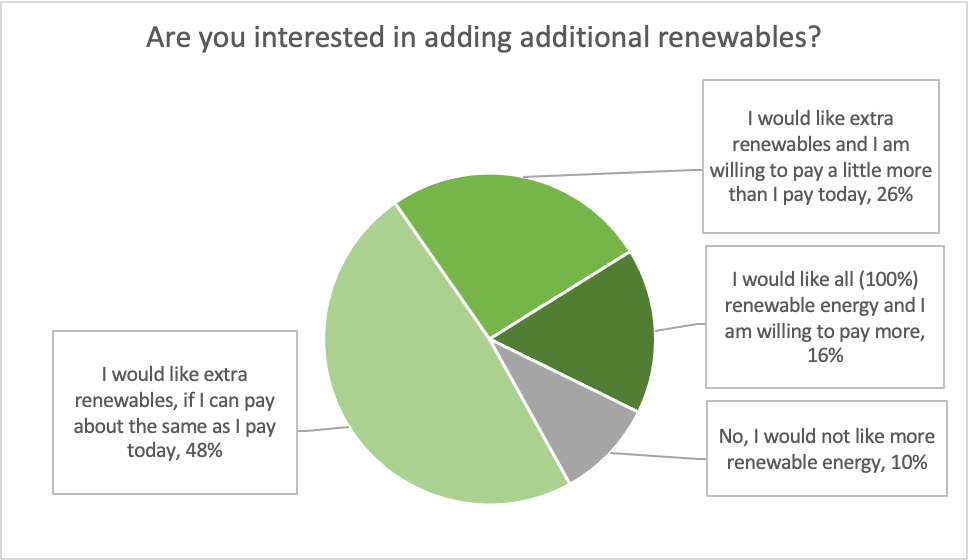 Are you interested in adding additional renewables?
I would like extra
renewables and I am
willing to pay a little more
than I pay today, 26%
I would like all (100%)
renewable energy and I
am willing to pay more,
16%
I would like extra
renewables, if I can pay
about the same as I pay
today, 48%
No, I would not like more
renewable energy, 10%